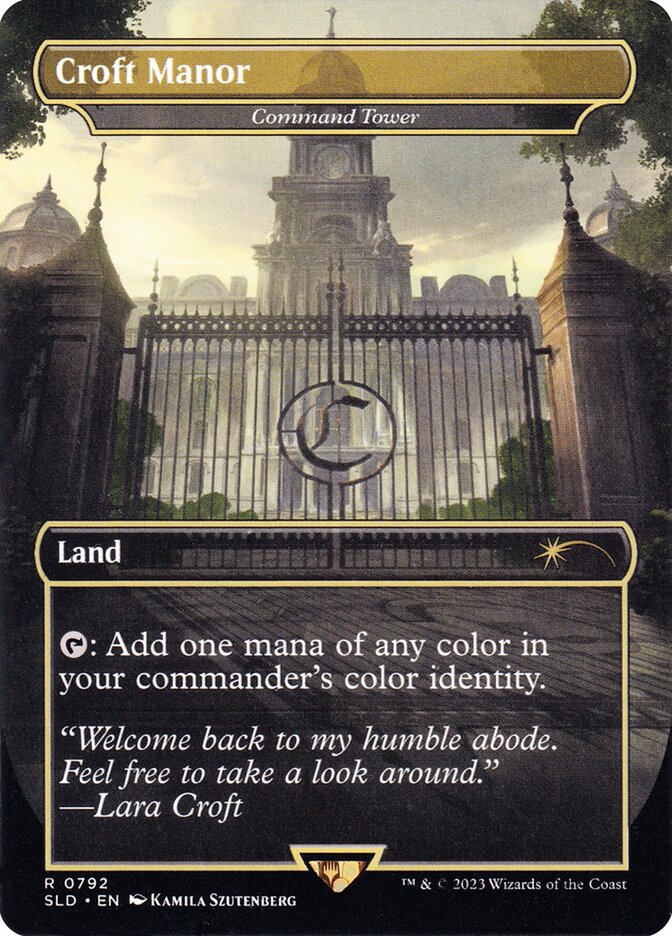 Croft Manor
Command Tower
Land
: Add one mana of any color in
your commander's color identity.
“Welcome back to my humble abode.
Feel free to take a look around.”
—Lara Croft
R 0792
SLD • EN KAMILA SZUTENBERG
™ & © 2023 Wizards of the Coast
C